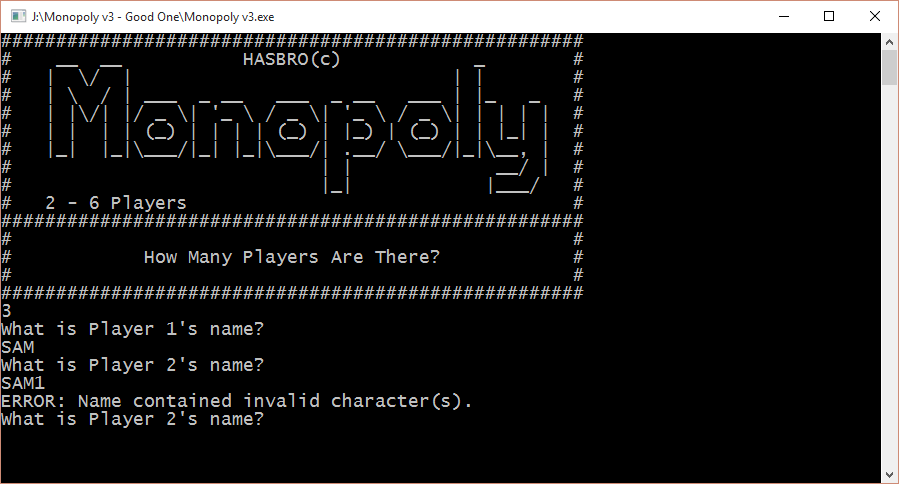 J:\Monopoly v3 - Good One\Monopoly v3.exe
HASBRO(c)
Monopoly
2 - 6 Players
How Many Players Are There?
3
What is Player 1's name?
SAM
What is Player 2's name?
SAM1
ERROR: Name contained invalid character(s).
What is Player 2's name?